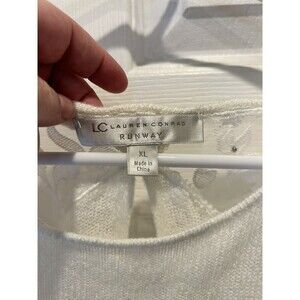 LC LAUREN CONRAD
RUNWAY
XL
Made in
China